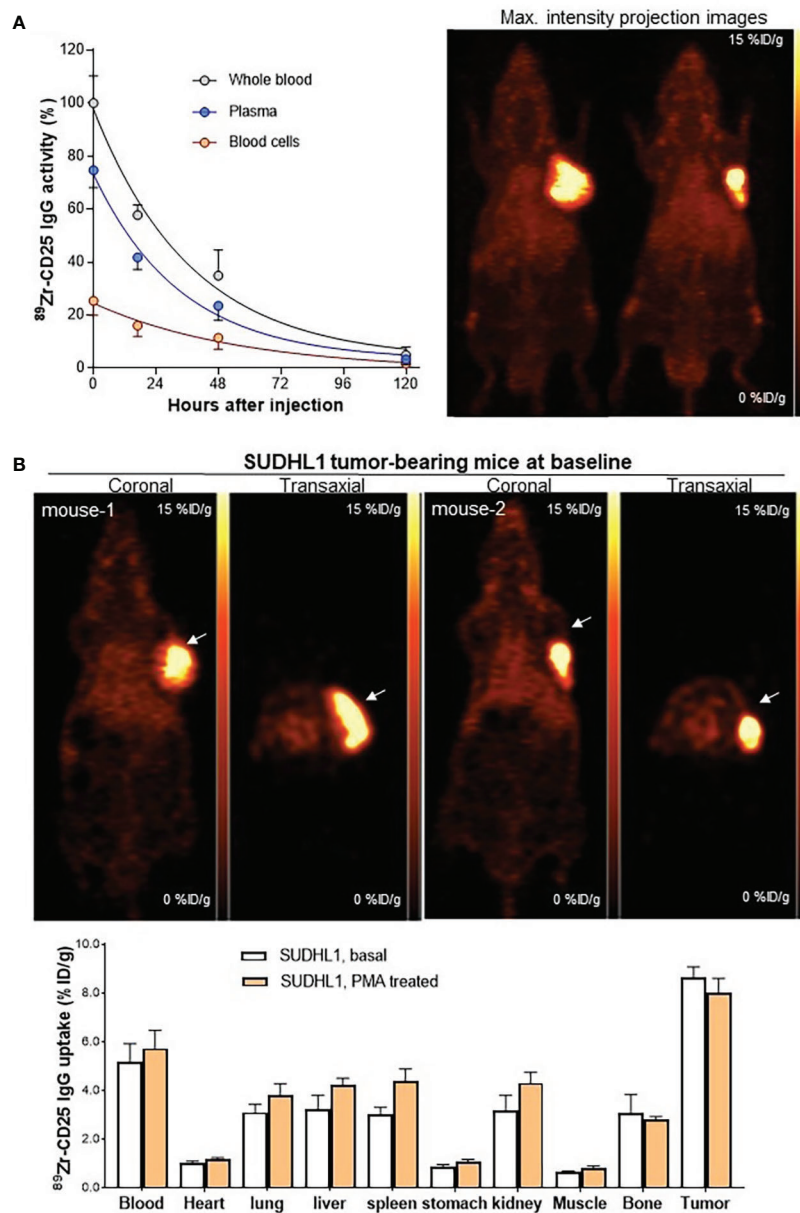 A
120
100
80
60
40
20
0
⁸⁹Zr-CD25 IgG activity (%)
Whole blood
Plasma
Blood cells
0 24 48 72 96 120
Hours after injection
Max. intensity projection images
15 %ID/g
0 %ID/g
B
SUDHL1 tumor-bearing mice at baseline
Coronal Transaxial Coronal Transaxial
mouse-1 15 %ID/g 15 %ID/g mouse-2 15 %ID/g 15 %ID/g
0 %ID/g 0 %ID/g 0 %ID/g 0 %ID/g
10.0
8.0
6.0
4.0
2.0
0.0
⁸⁹Zr-CD25 IgG uptake (% ID/g)
SUDHL1, basal
SUDHL1, PMA treated
Blood Heart lung liver spleen stomach kidney Muscle Bone Tumor